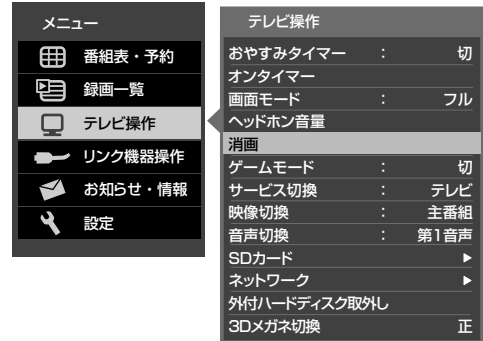 メニュー
番組表・予約
録画一覧
テレビ操作
リンク機器操作
お知らせ・情報
設定
テレビ操作
おやすみタイマー : 切
オンタイマー
画面モード : フル
ヘッドホン音量
消画
ゲームモード : 切
サービス切換 : テレビ
映像切換 : 主番組
音声切換 : 第1音声
SDカード
ネットワーク
外付ハードディスク取外し
3Dメガネ切換 正